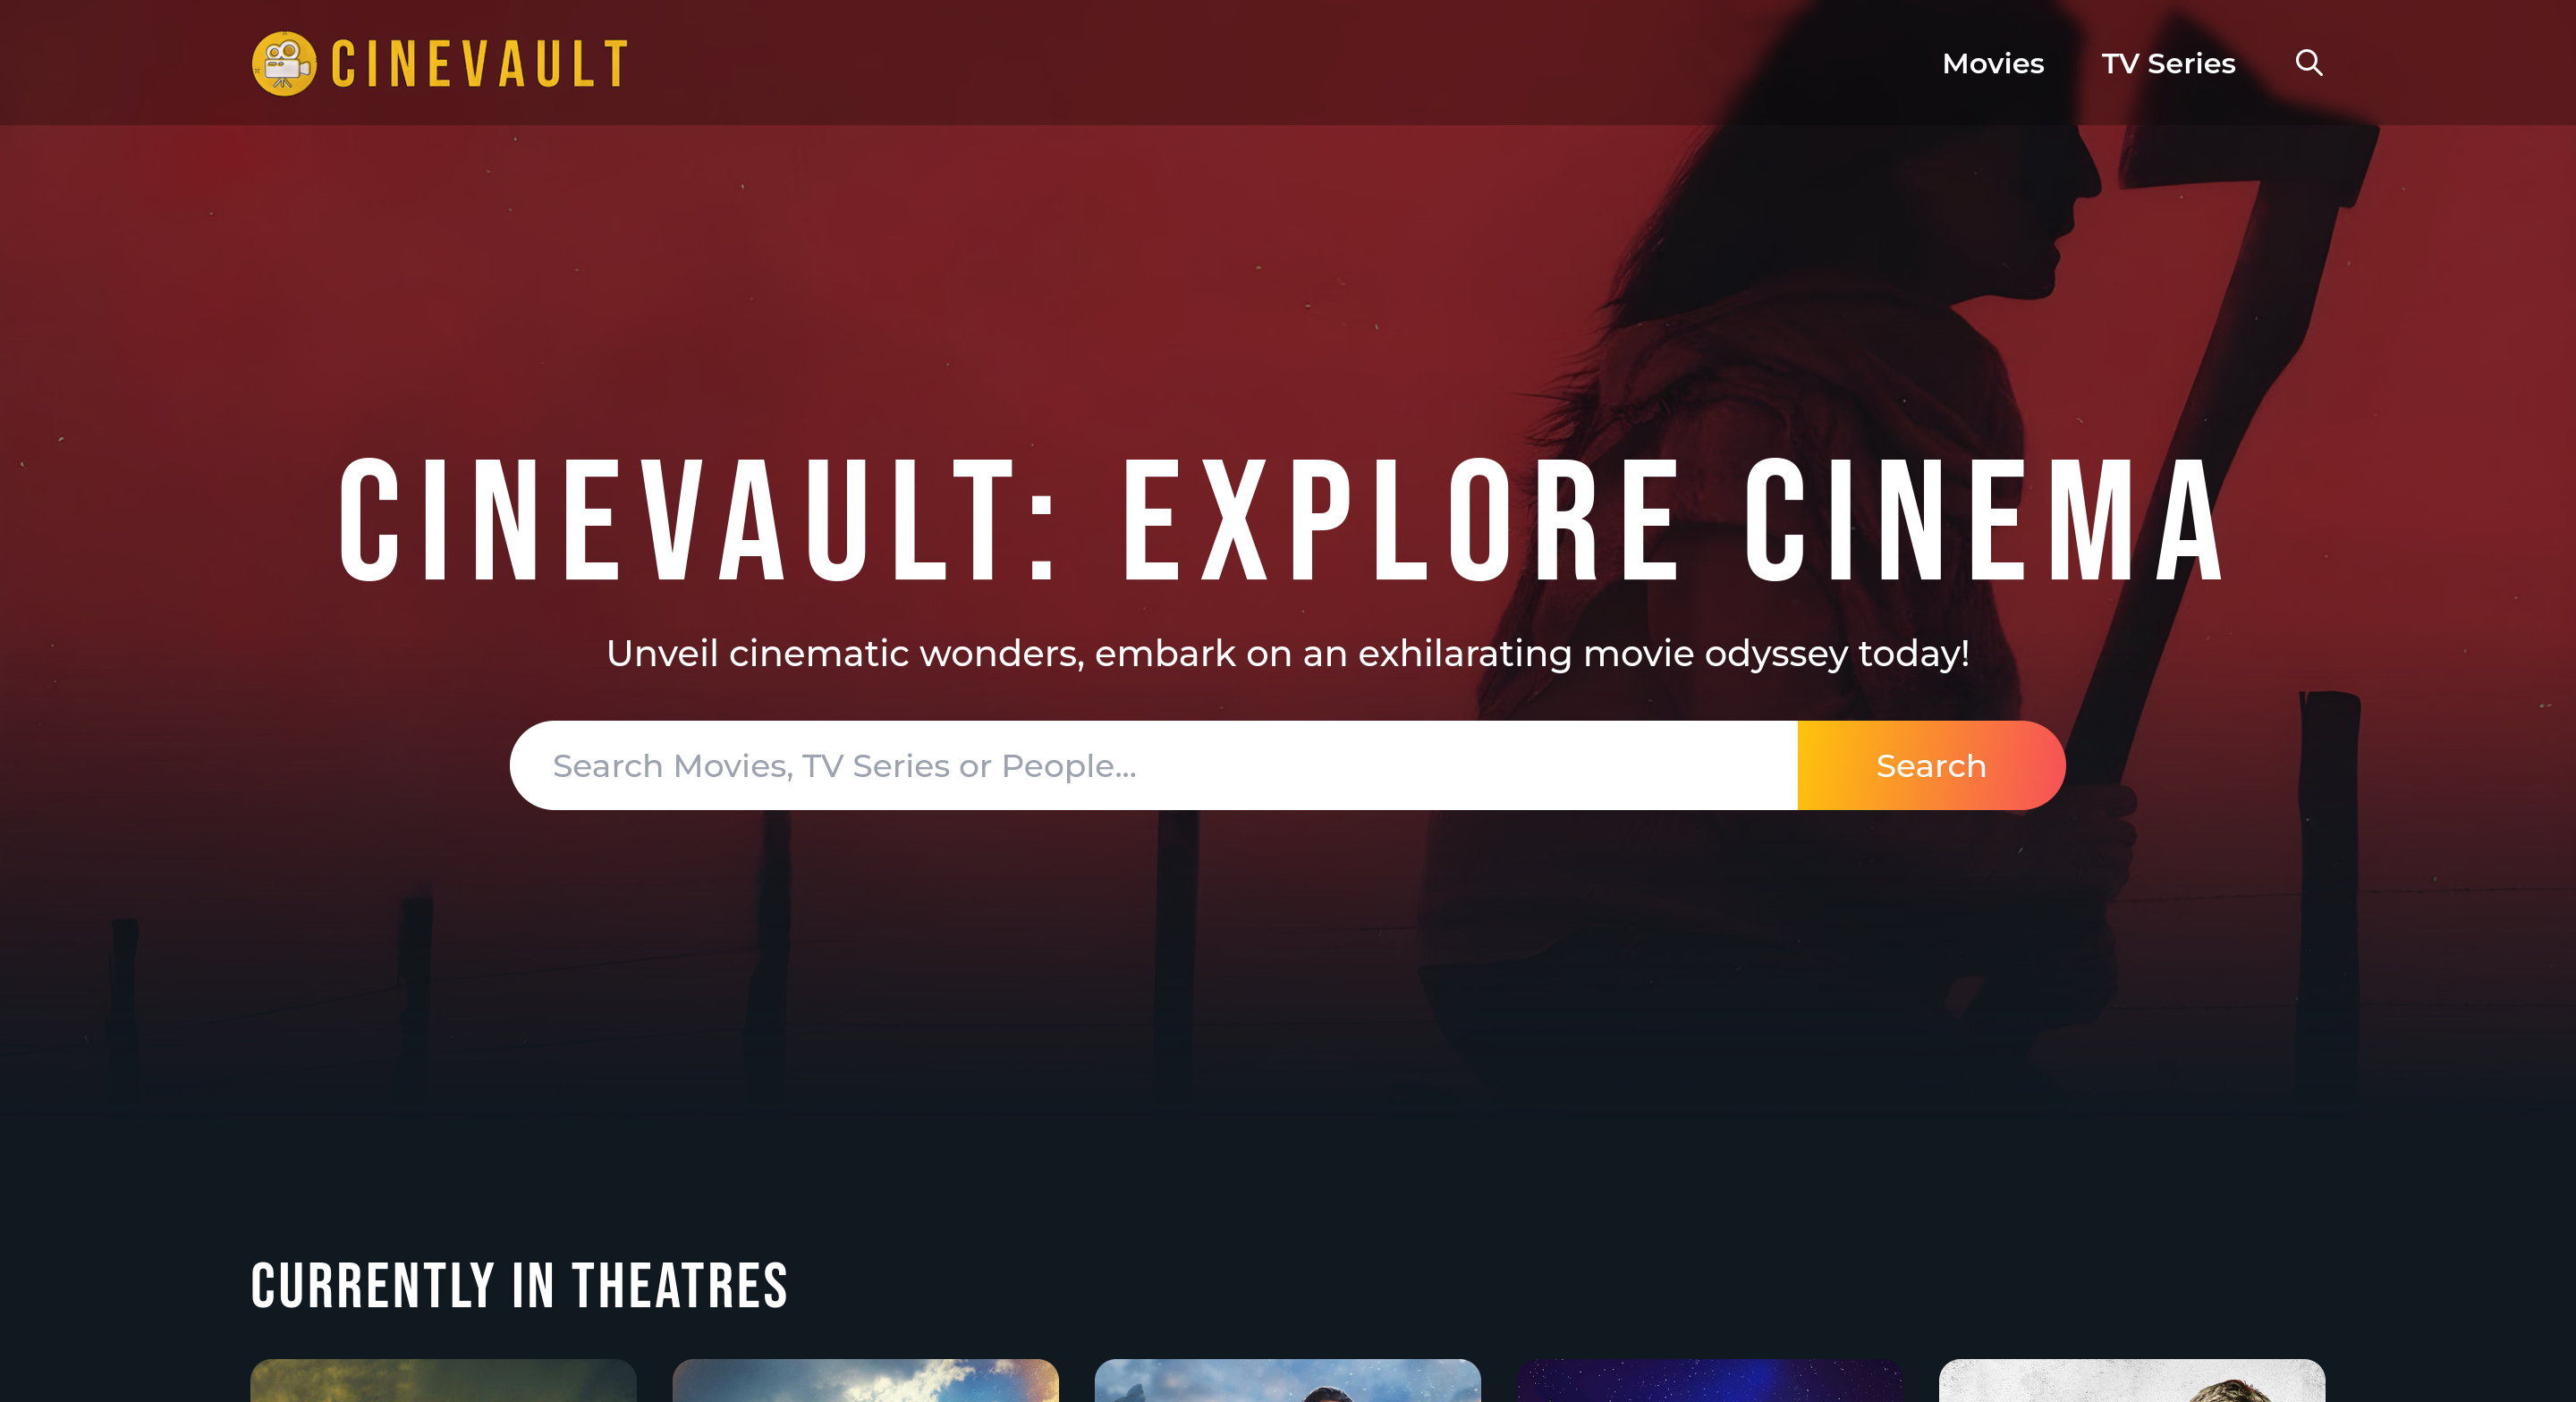 CINEVAULT
Movies
TV Series
CINEVAULT: EXPLORE CINEMA
Unveil cinematic wonders, embark on an exhilarating movie odyssey today!
Search Movies, TV Series or People...
Search
CURRENTLY IN THEATRES